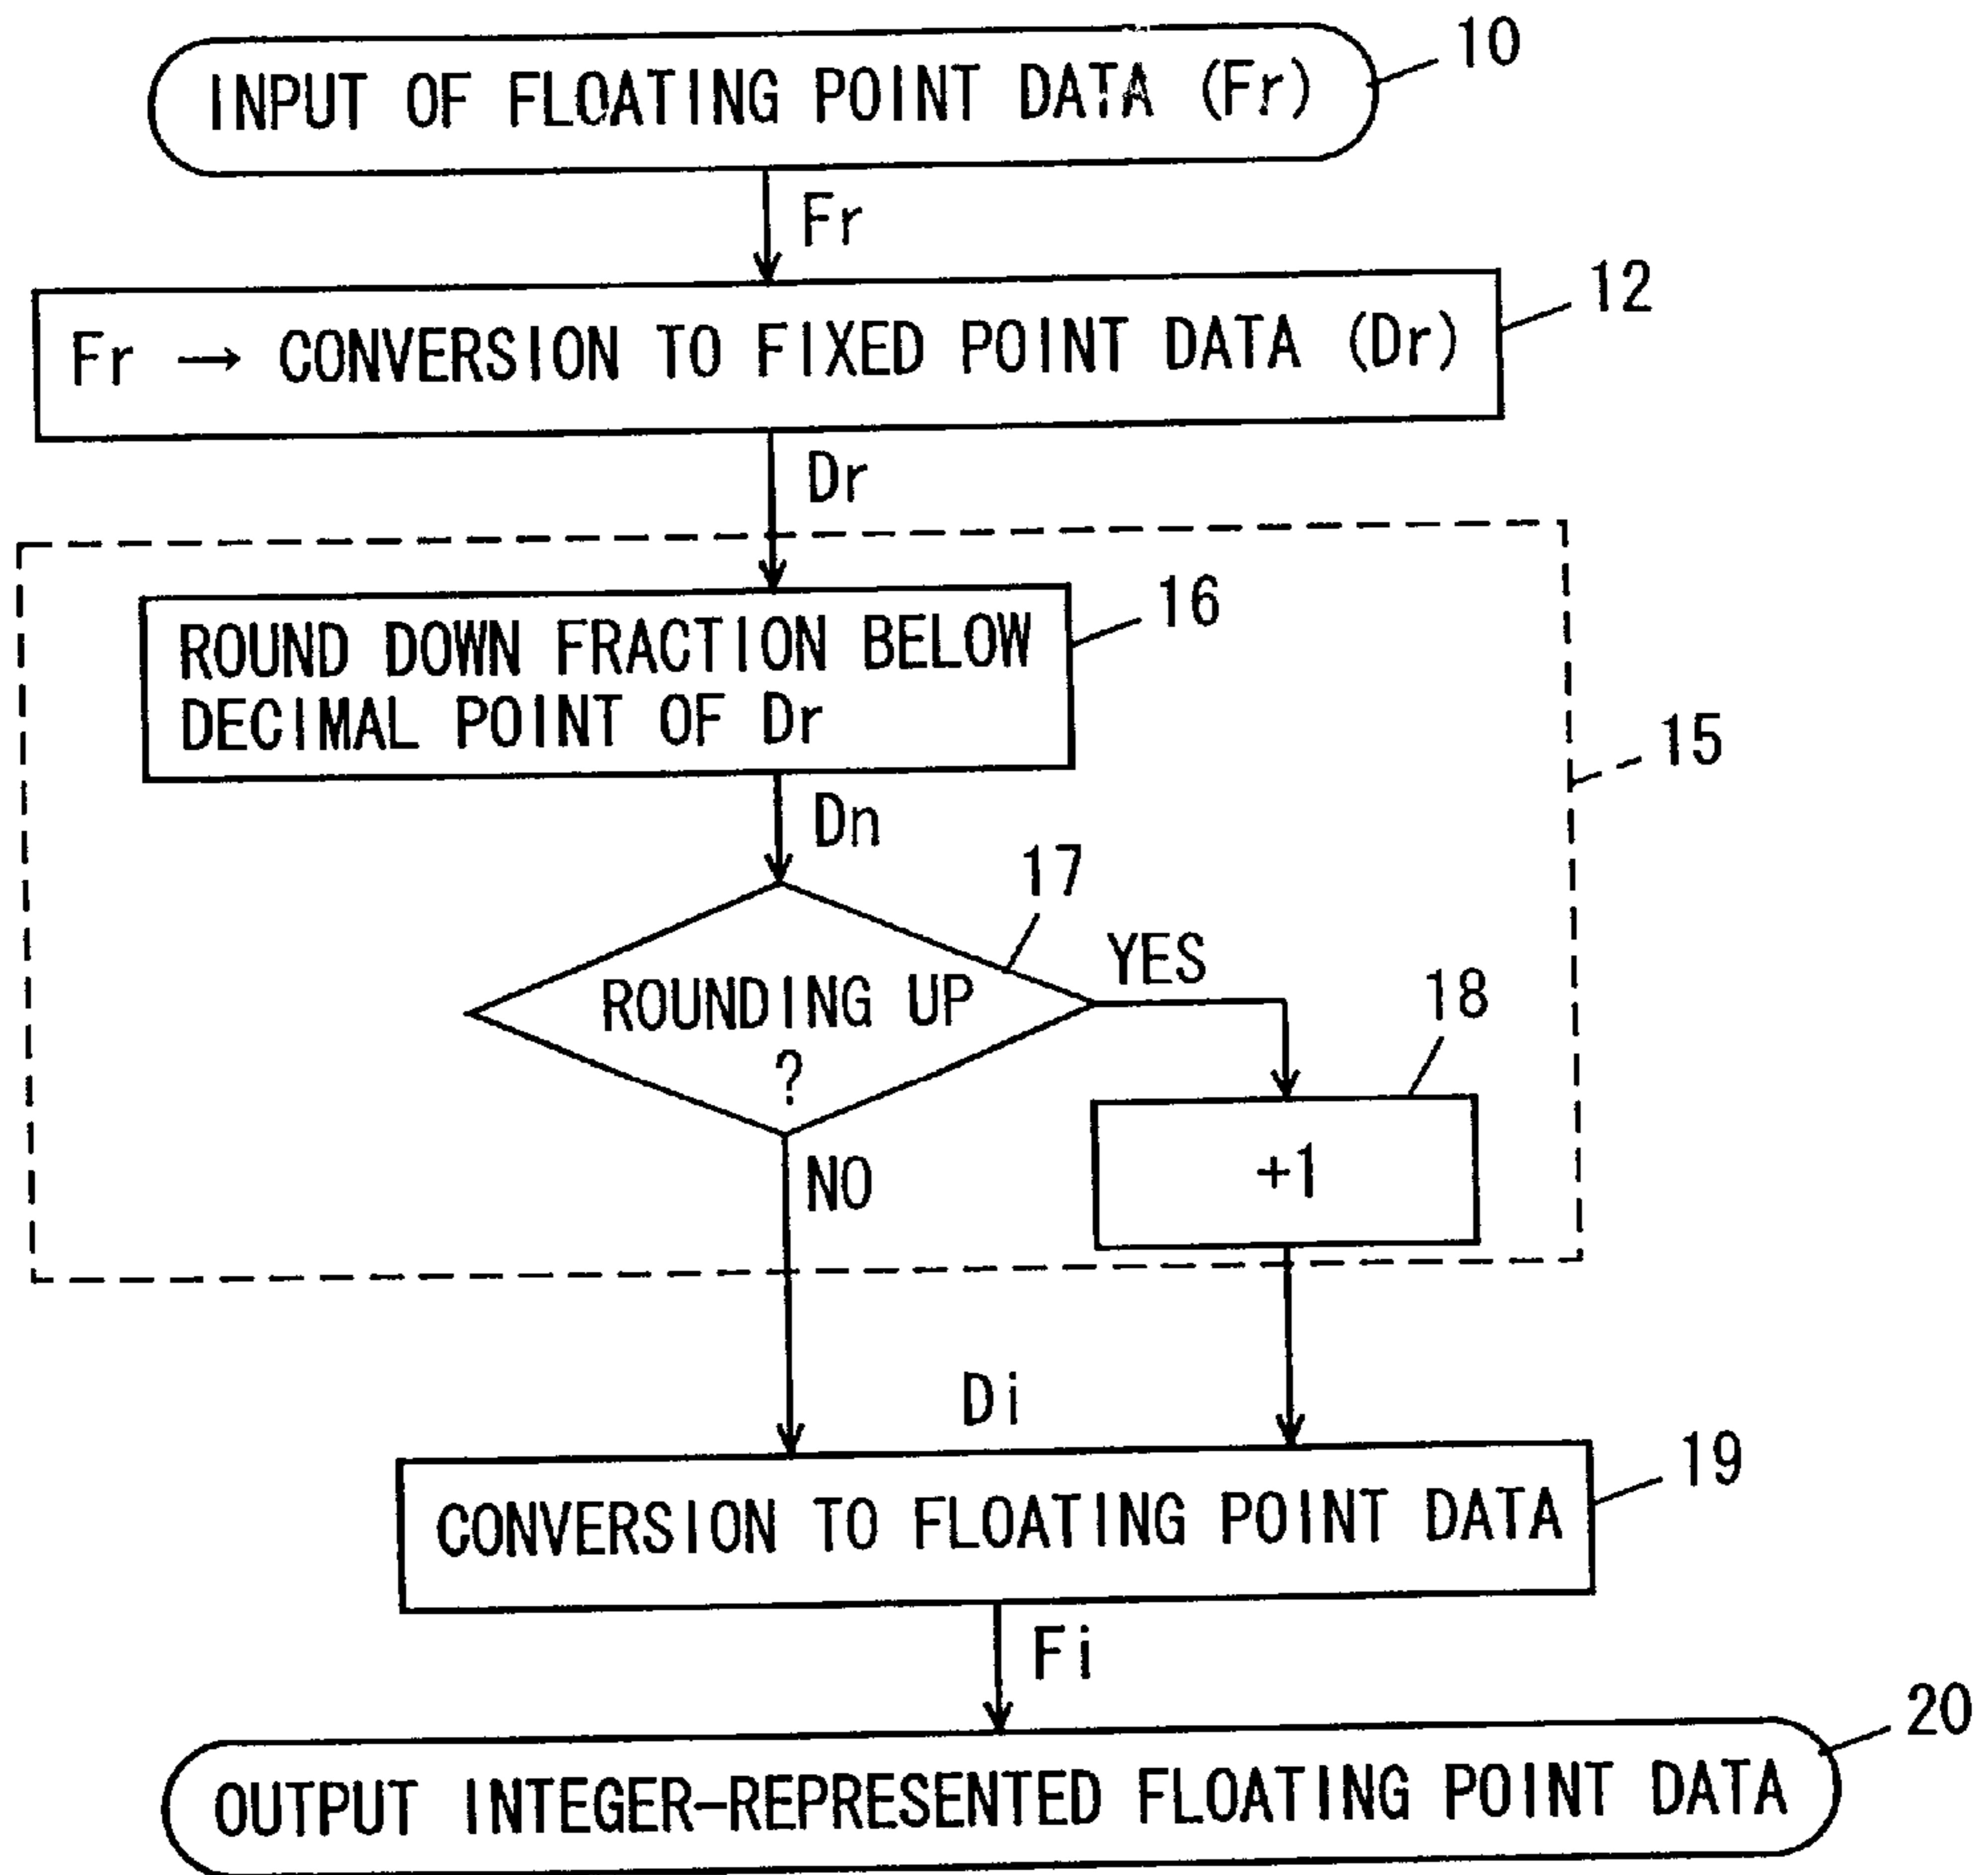 10
INPUT OF FLOATING POINT DATA (Fr)
Fr
12
Fr → CONVERSION TO FIXED POINT DATA (Dr)
Dr
16
ROUND DOWN FRACTION BELOW
DECIMAL POINT OF Dr
15
Dn
17
YES
ROUNDING UP
?
18
+1
NO
Di
19
CONVERSION TO FLOATING POINT DATA
Fi
20
OUTPUT INTEGER-REPRESENTED FLOATING POINT DATA